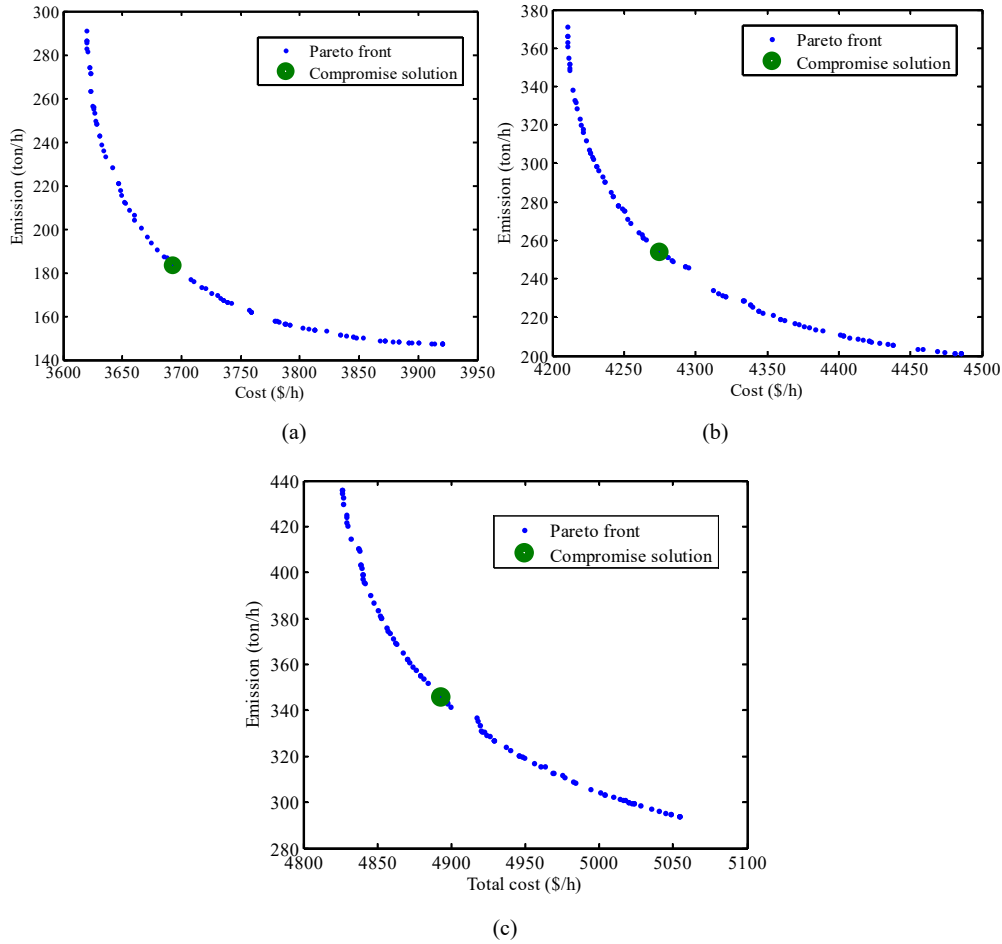 300
280
260
240
220
200
180
160
140
Emission (ton/h)
Pareto front
Compromise solution
3600 3650 3700 3750 3800 3850 3900 3950
Cost ($/h)
(a)
380
360
340
320
300
280
260
240
220
200
Emission (ton/h)
Pareto front
Compromise solution
4200 4250 4300 4350 4400 4450 4500
Cost ($/h)
(b)
440
420
400
380
360
340
320
300
280
Emission (ton/h)
Pareto front
Compromise solution
4800 4850 4900 4950 5000 5050 5100
Total cost ($/h)
(c)